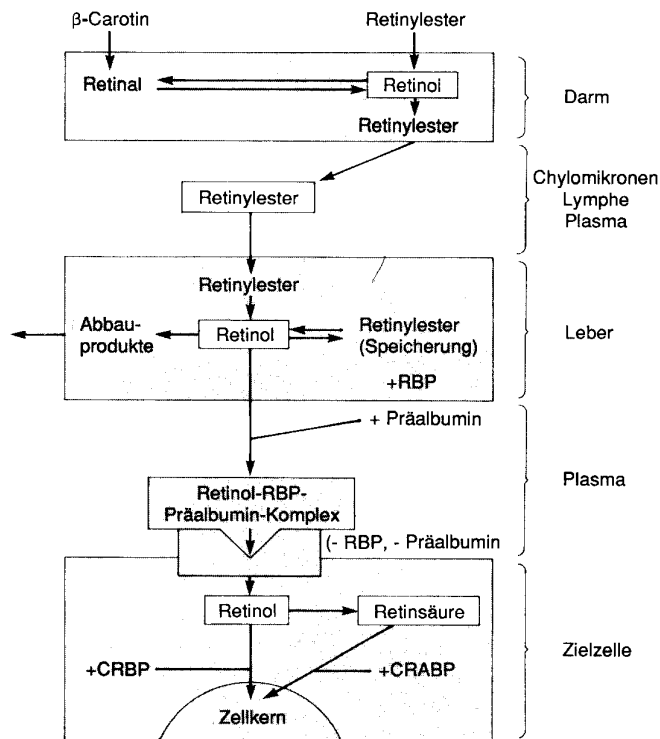 β-Carotin
Retinylester
Retinal
Retinol
Darm
Retinylester
Chylomikronen
Lymphe
Plasma
Retinylester
Retinylester
Abbau-
produkte
Retinol
Retinylester
(Speicherung)
Leber
+RBP
+ Präalbumin
Plasma
Retinol-RBP-
Präalbumin-Komplex
(- RBP, - Präalbumin
Retinol
Retinsäure
Zielzelle
+CRBP
+CRABP
Zellkern